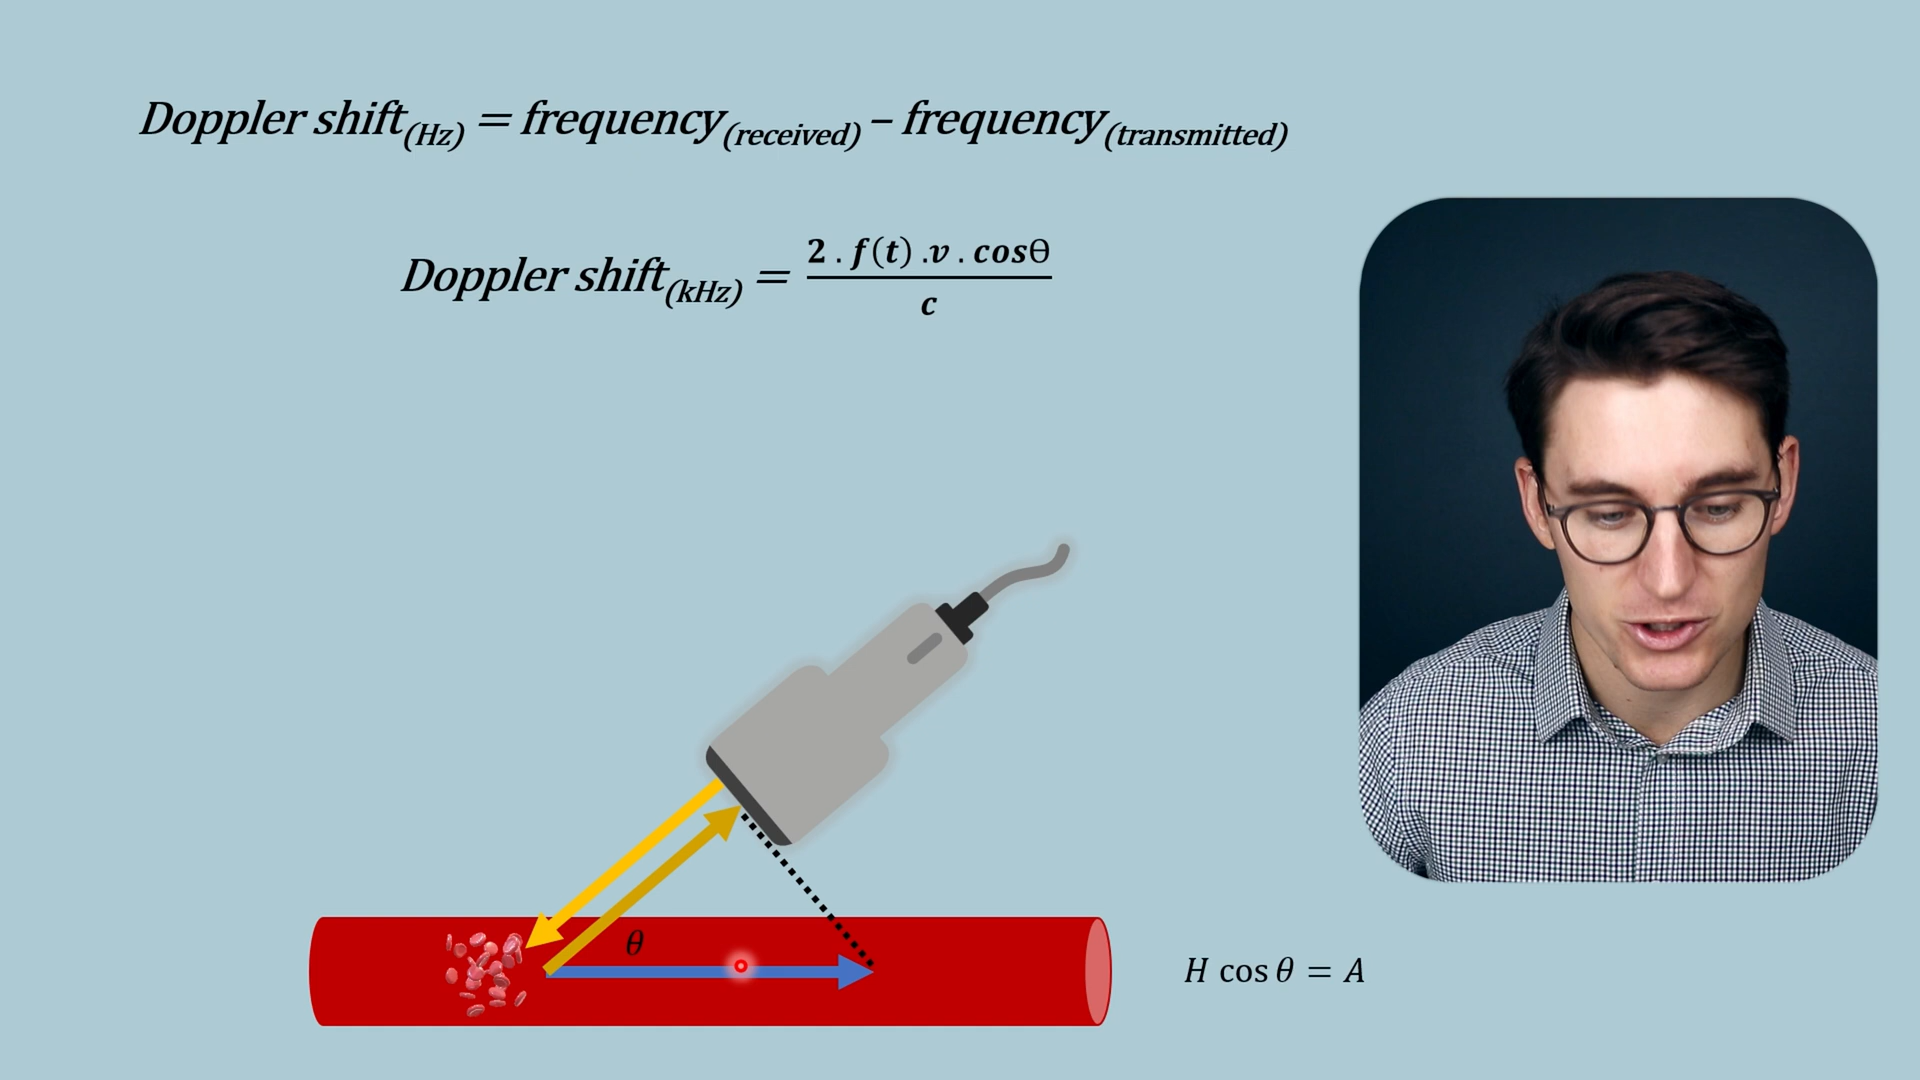 Doppler shift(Hz) = frequency(received) – frequency(transmitted)
Doppler shift(kHz) = 2 . f(t) .v . cosθ / c
θ
H cos θ = A